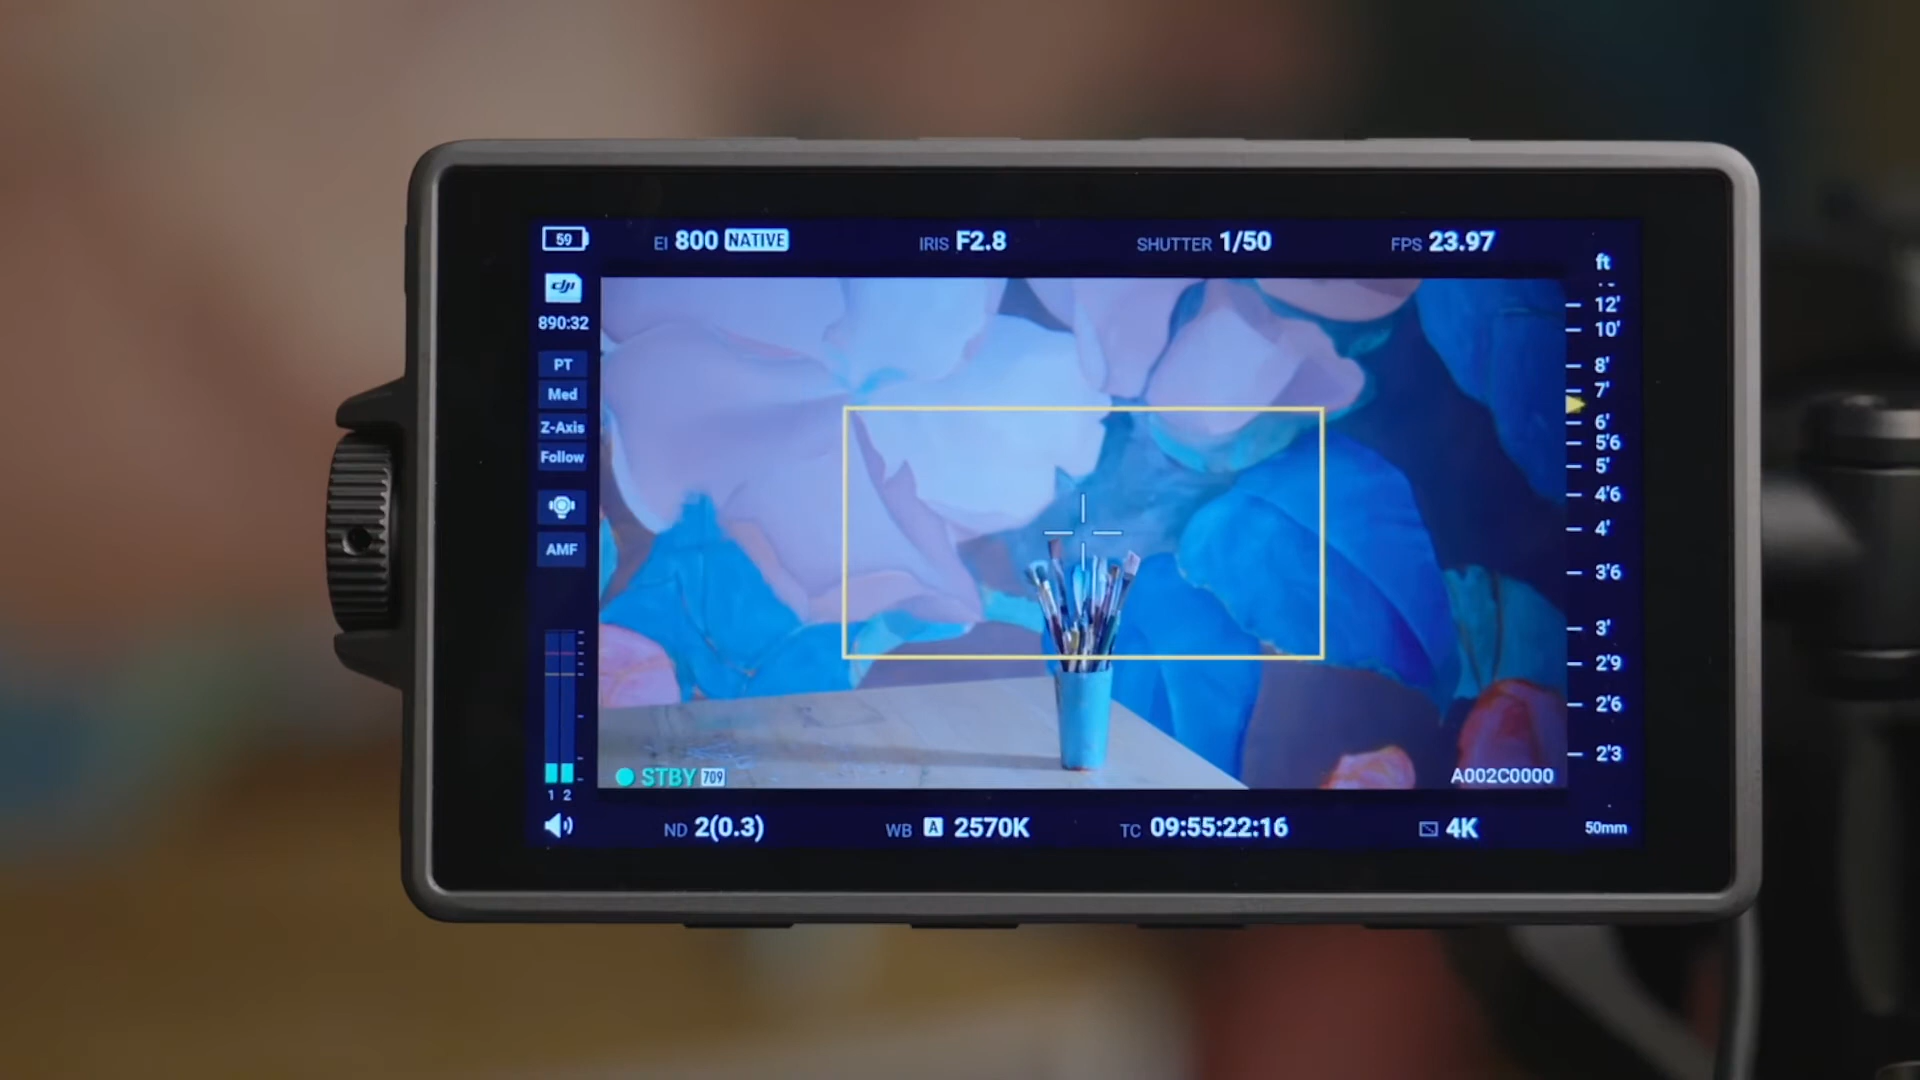 59
EI 800 NATIVE
IRIS F2.8
SHUTTER 1/50
FPS 23.97
dji
890:32
PT
Med
Z-Axis
Follow
AMF
1 2
STBY 709
A002C0000
ft
12'
10'
8'
7'
6'
5'6
5'
4'6
4'
3'6
3'
2'9
2'6
2'3
ND 2(0.3)
WB A 2570K
TC 09:55:22:16
4K
50mm